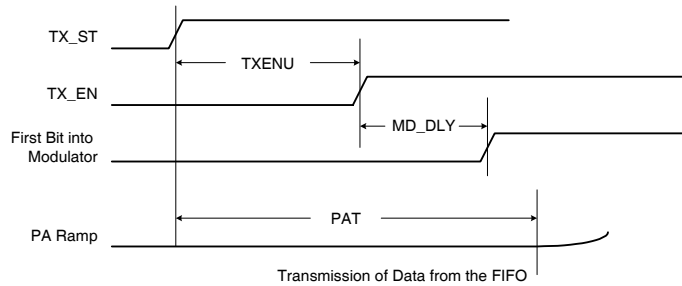 TX_ST
TXENU
TX_EN
MD_DLY
First Bit into
Modulator
PAT
PA Ramp
Transmission of Data from the FIFO